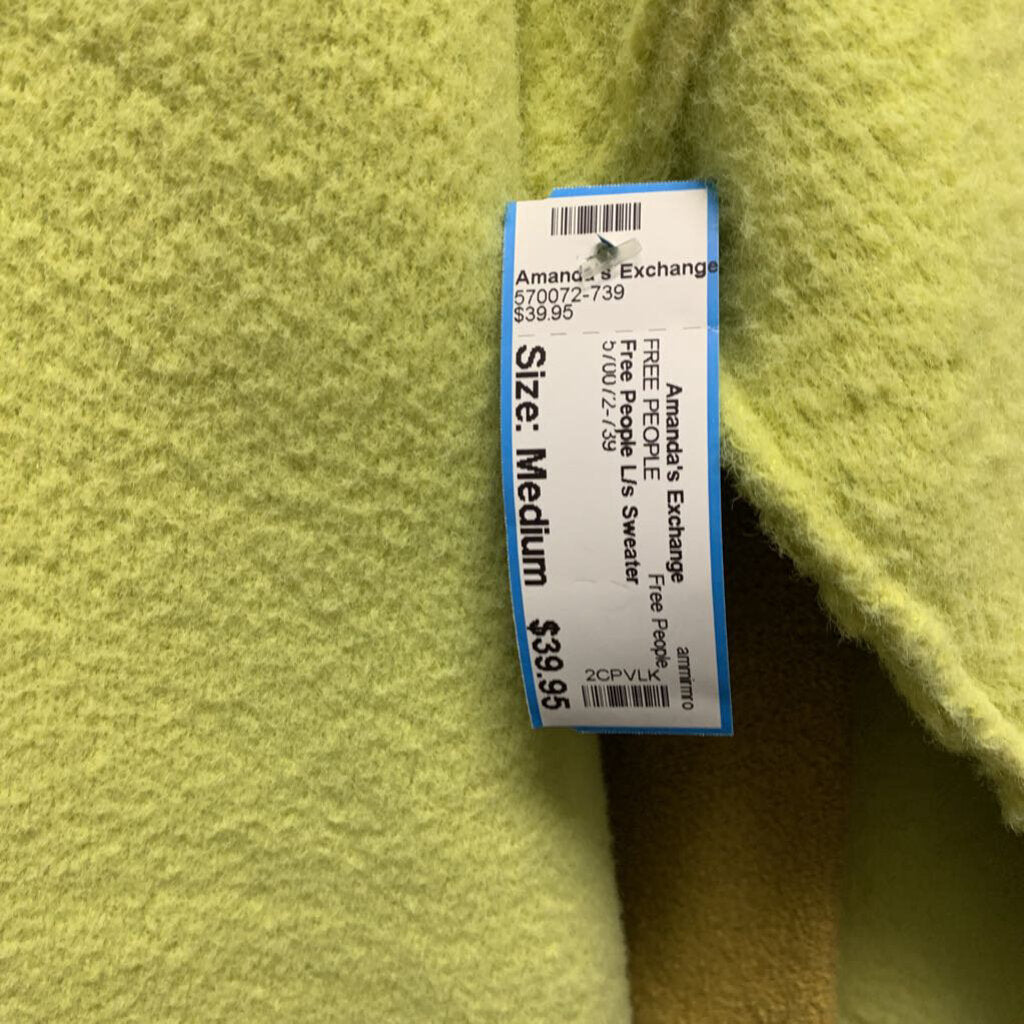 Amanda's Exchange
570072-739
$39.95
Amanda's Exchange
FREE PEOPLE Free People
Free People L/s Sweater
570072-739
2CPVLK
Size: Medium $39.95